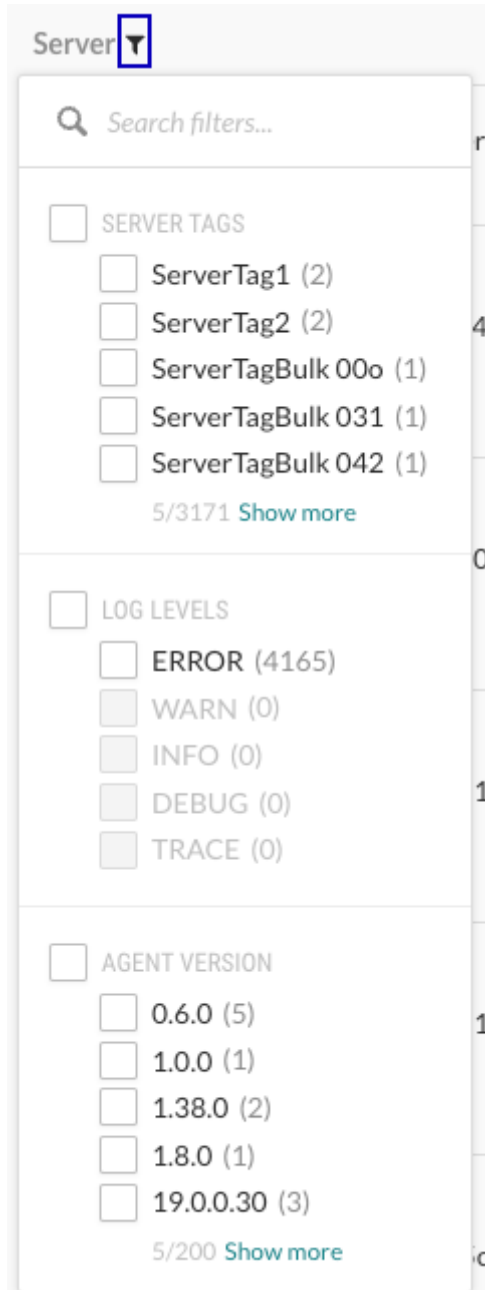 Server
Search filters...
SERVER TAGS
ServerTag1 (2)
ServerTag2 (2)
ServerTagBulk 00o (1)
ServerTagBulk 031 (1)
ServerTagBulk 042 (1)
5/3171 Show more
LOG LEVELS
ERROR (4165)
WARN (0)
INFO (0)
DEBUG (0)
TRACE (0)
AGENT VERSION
0.6.0 (5)
1.0.0 (1)
1.38.0 (2)
1.8.0 (1)
19.0.0.30 (3)
5/200 Show more